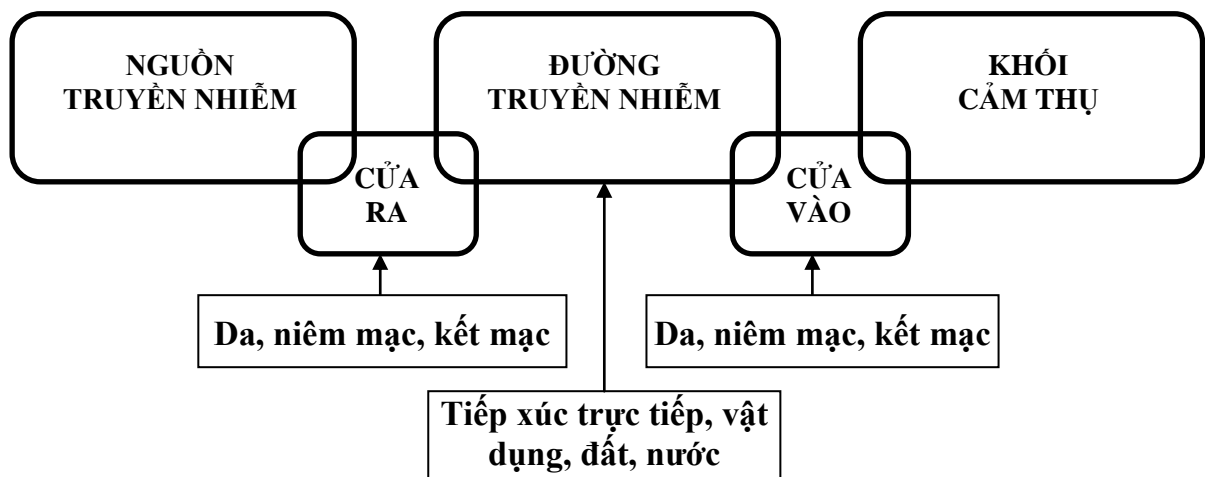 NGUỒN
TRUYỀN NHIỄM
ĐƯỜNG
TRUYỀN NHIỄM
KHỐI
CẢM THỤ
CỬA
RA
CỬA
VÀO
Da, niêm mạc, kết mạc
Da, niêm mạc, kết mạc
Tiếp xúc trực tiếp, vật
dụng, đất, nước